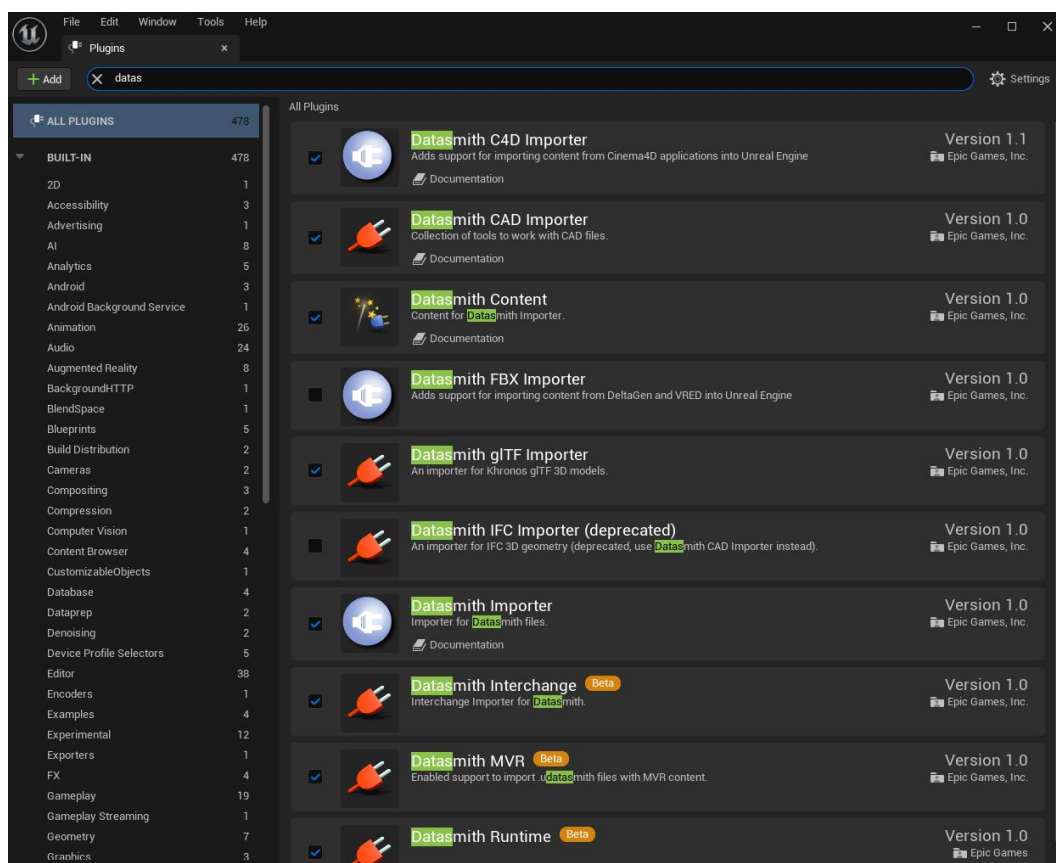 File Edit Window Tools Help
Plugins
Add datas Settings
ALL PLUGINS 478
BUILT-IN 478
2D 1
Accessibility 3
Advertising 1
AI 8
Analytics 5
Android 3
Android Background Service 1
Animation 26
Audio 24
Augmented Reality 8
BackgroundHTTP 1
BlendSpace 1
Blueprints 5
Build Distribution 2
Cameras 2
Compositing 3
Compression 2
Computer Vision 1
Content Browser 4
CustomizableObjects 1
Database 4
Dataprep 2
Denoising 2
Device Profile Selectors 5
Editor 38
Encoders 1
Examples 4
Experimental 12
Exporters 1
FX 4
Gameplay 19
Gameplay Streaming 1
Geometry 7
Graphics 3
All Plugins
Datasmith C4D Importer Version 1.1
Adds support for importing content from Cinema4D applications into Unreal Engine Epic Games, Inc.
Documentation
Datasmith CAD Importer Version 1.0
Collection of tools to work with CAD files. Epic Games, Inc.
Documentation
Datasmith Content Version 1.0
Content for Datasmith Importer. Epic Games, Inc.
Documentation
Datasmith FBX Importer Version 1.0
Adds support for importing content from DeltaGen and VRED into Unreal Engine Epic Games, Inc.
Datasmith glTF Importer Version 1.0
An importer for Khronos glTF 3D models. Epic Games, Inc.
Datasmith IFC Importer (deprecated) Version 1.0
An importer for IFC 3D geometry (deprecated, use Datasmith CAD Importer instead). Epic Games, Inc.
Datasmith Importer Version 1.0
Importer for Datasmith files. Epic Games, Inc.
Documentation
Datasmith Interchange Beta Version 1.0
Interchange Importer for Datasmith. Epic Games, Inc.
Datasmith MVR Beta Version 1.0
Enabled support to import .udatasmith files with MVR content. Epic Games, Inc.
Datasmith Runtime Beta Version 1.0
Epic Games